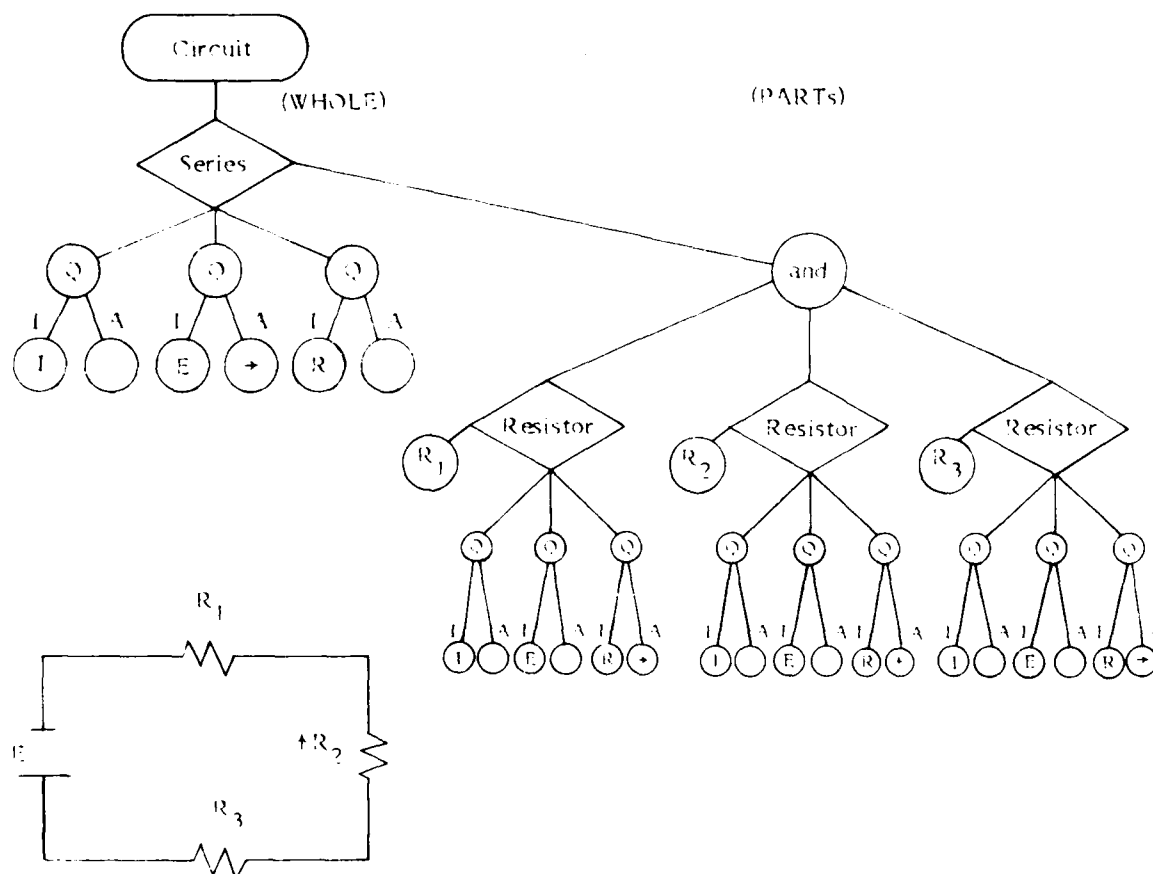 Circuit
(WHOLE) (PARTs)
Series
and
Q Q Q
I A I A I A
I E → R
Resistor Resistor Resistor
R1 R2 R3
Q Q Q Q Q Q Q Q Q
I A I A I A I A I A I A I A I A I
I E R I E R I E R →
R1
E ↑R2
R3